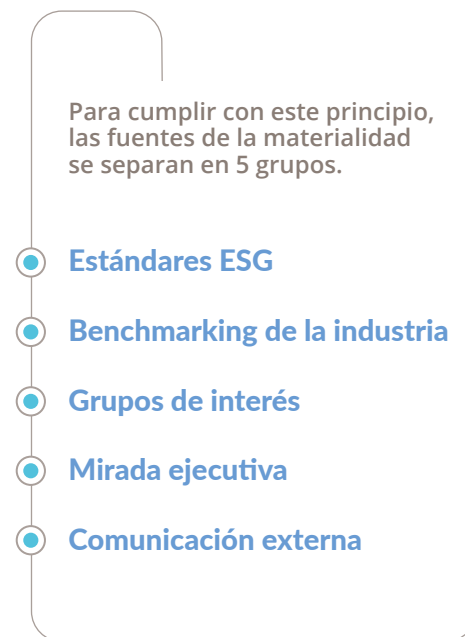 Para cumplir con este principio,
las fuentes de la materialidad
se separan en 5 grupos.
Estándares ESG
Benchmarking de la industria
Grupos de interés
Mirada ejecutiva
Comunicación externa